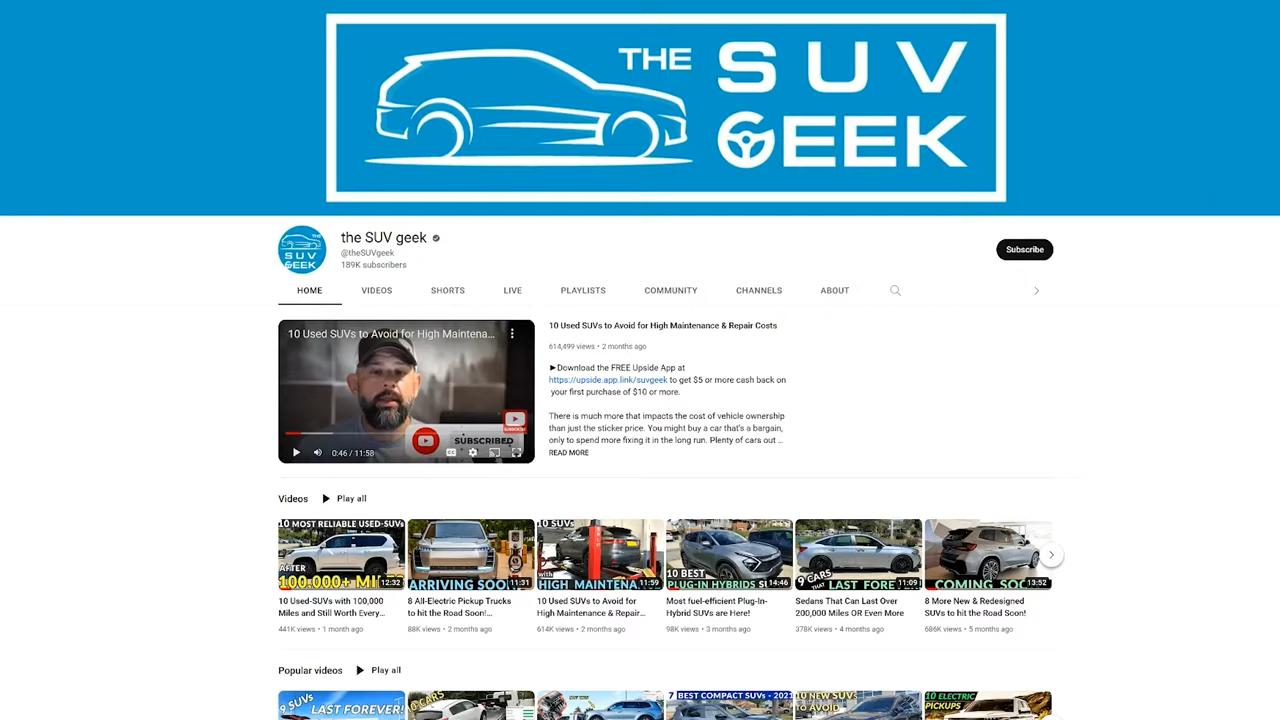 THE SUV
GEEK
THE
SUV
GEEK
the SUV geek
@theSUVgeek
189K subscribers
Subscribe
HOME
VIDEOS
SHORTS
LIVE
PLAYLISTS
COMMUNITY
CHANNELS
ABOUT
10 Used SUVs to Avoid for High Maintena...
SUBSCRIBE
SUBSCRIBED
0:46 / 11:58
10 Used SUVs to Avoid for High Maintenance & Repair Costs
614,499 views • 2 months ago
►Download the FREE Upside App at
https://upside.app.link/suvgeek to get $5 or more cash back on
your first purchase of $10 or more.
There is much more that impacts the cost of vehicle ownership
than just the sticker price. You might buy a car that's a bargain,
only to spend more fixing it in the long run. Plenty of cars out ...
READ MORE
Videos
Play all
10 MOST RELIABLE USED-SUVs
AFTER
100,000+ MI
12:32
10 Used-SUVs with 100,000
Miles and Still Worth Every...
441K views • 1 month ago
ARRIVING SOO
11:31
8 All-Electric Pickup Trucks
to hit the Road Soon!...
88K views • 2 months ago
10 SUVs
with
HIGH MAINTENA
11:59
10 Used SUVs to Avoid for
High Maintenance & Repair...
614K views • 2 months ago
10 BEST
PLUG-IN HYBRIDS SU
14:46
Most fuel-efficient Plug-In-
Hybrid SUVs are Here!
98K views • 3 months ago
9 CARS
THAT LAST FORE
11:09
Sedans That Can Last Over
200,000 Miles OR Even More
378K views • 4 months ago
COMING SOO
13:52
8 More New & Redesigned
SUVs to hit the Road Soon!
686K views • 5 months ago
Popular videos
Play all
9 SUVs
LAST FOREVER!
10 CARS
7 BEST COMPACT SUVs - 2021
10 NEW SUVs
TO AVOID
10 ELECTRIC
PICKUPS